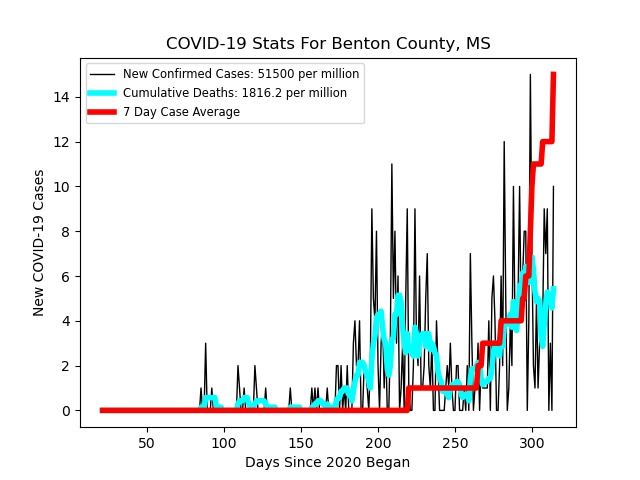 COVID-19 Stats For Benton County, MS
New Confirmed Cases: 51500 per million
Cumulative Deaths: 1816.2 per million
7 Day Case Average
New COVID-19 Cases
14
12
10
8
6
4
2
0
50 100 150 200 250 300
Days Since 2020 Began